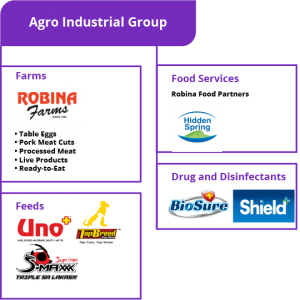 Agro Industrial Group
Farms
ROBINA
Farms
• Table Eggs
• Pork Meat Cuts
• Processed Meat
• Live Products
• Ready-to-Eat
Food Services
Robina Food Partners
Hidden
Spring
Drug and Disinfectants
BioSure
Shield+
Feeds
Uno+
TopBreed
Supremo
S-MAXX
TRIPLE SA LAKAS!!!